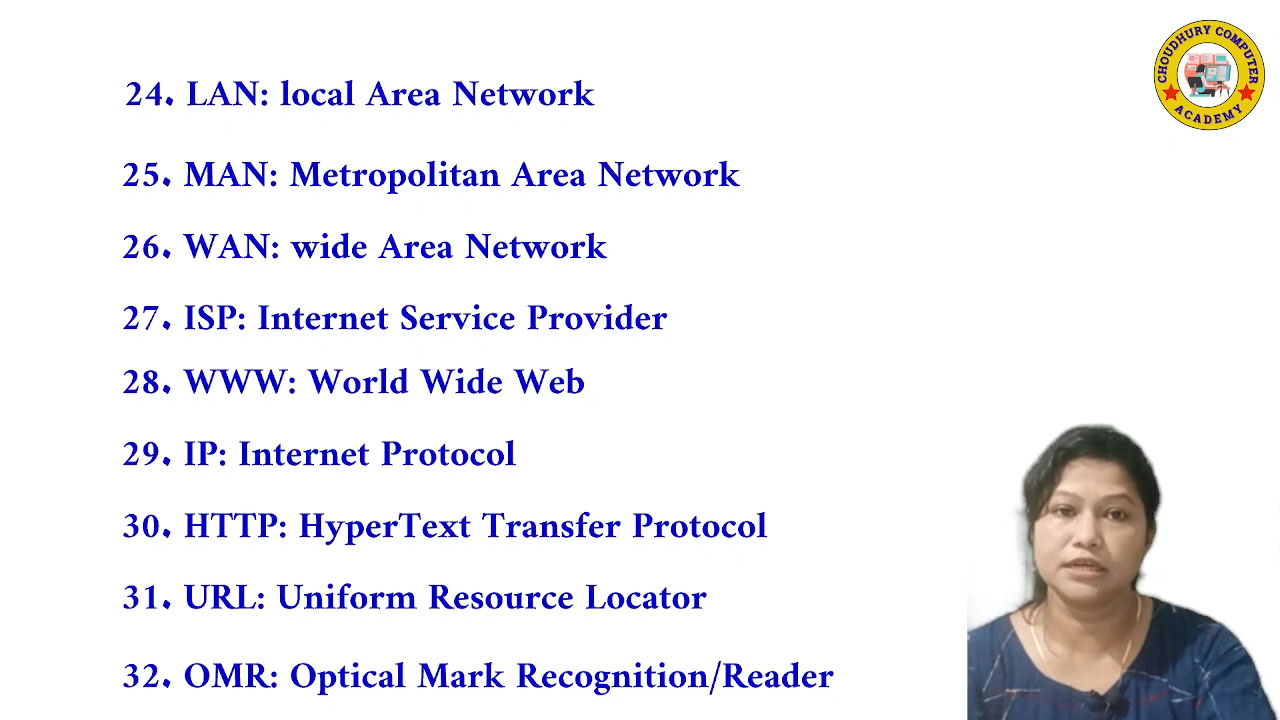 24. LAN: local Area Network
25. MAN: Metropolitan Area Network
26. WAN: wide Area Network
27. ISP: Internet Service Provider
28. WWW: World Wide Web
29. IP: Internet Protocol
30. HTTP: HyperText Transfer Protocol
31. URL: Uniform Resource Locator
32. OMR: Optical Mark Recognition/Reader
CHOUDHURY COMPUTER
ACADEMY